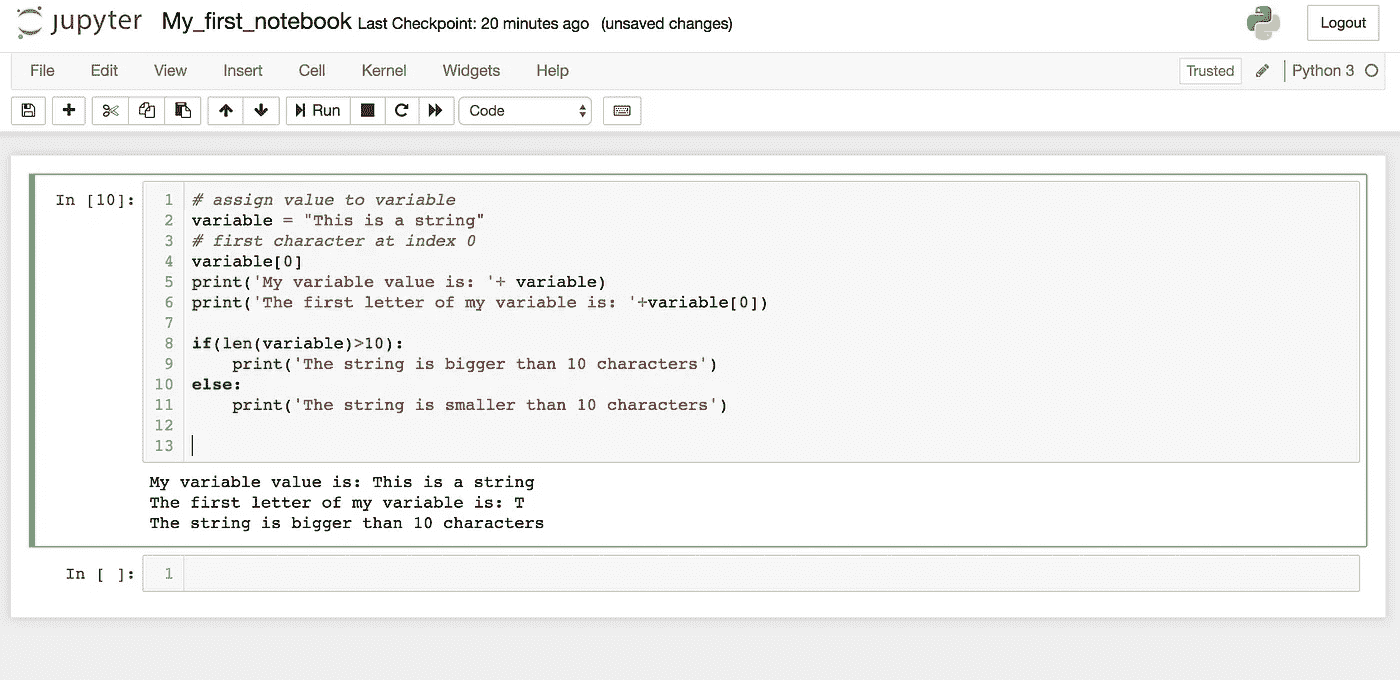 jupyter My_first_notebook Last Checkpoint: 20 minutes ago (unsaved changes) Logout
File Edit View Insert Cell Kernel Widgets Help Trusted Python 3
Run Code
In [10]:
1 # assign value to variable
2 variable = "This is a string"
3 # first character at index 0
4 variable[0]
5 print('My variable value is: '+ variable)
6 print('The first letter of my variable is: '+variable[0])
7
8 if(len(variable)>10):
9     print('The string is bigger than 10 characters')
10 else:
11     print('The string is smaller than 10 characters')
12
13
My variable value is: This is a string
The first letter of my variable is: T
The string is bigger than 10 characters
In [ ]: 1